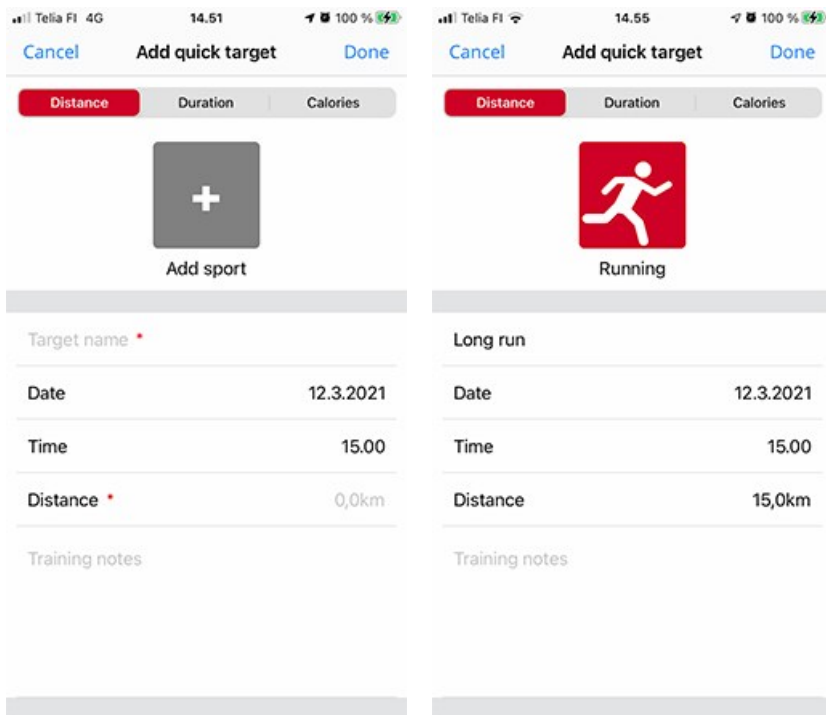 Telia FI 4G 14.51 100 %
Cancel Add quick target Done
Distance Duration Calories
+
Add sport
Target name *
Date 12.3.2021
Time 15.00
Distance * 0,0km
Training notes
Telia FI 14.55 100 %
Cancel Add quick target Done
Distance Duration Calories
Running
Long run
Date 12.3.2021
Time 15.00
Distance 15,0km
Training notes